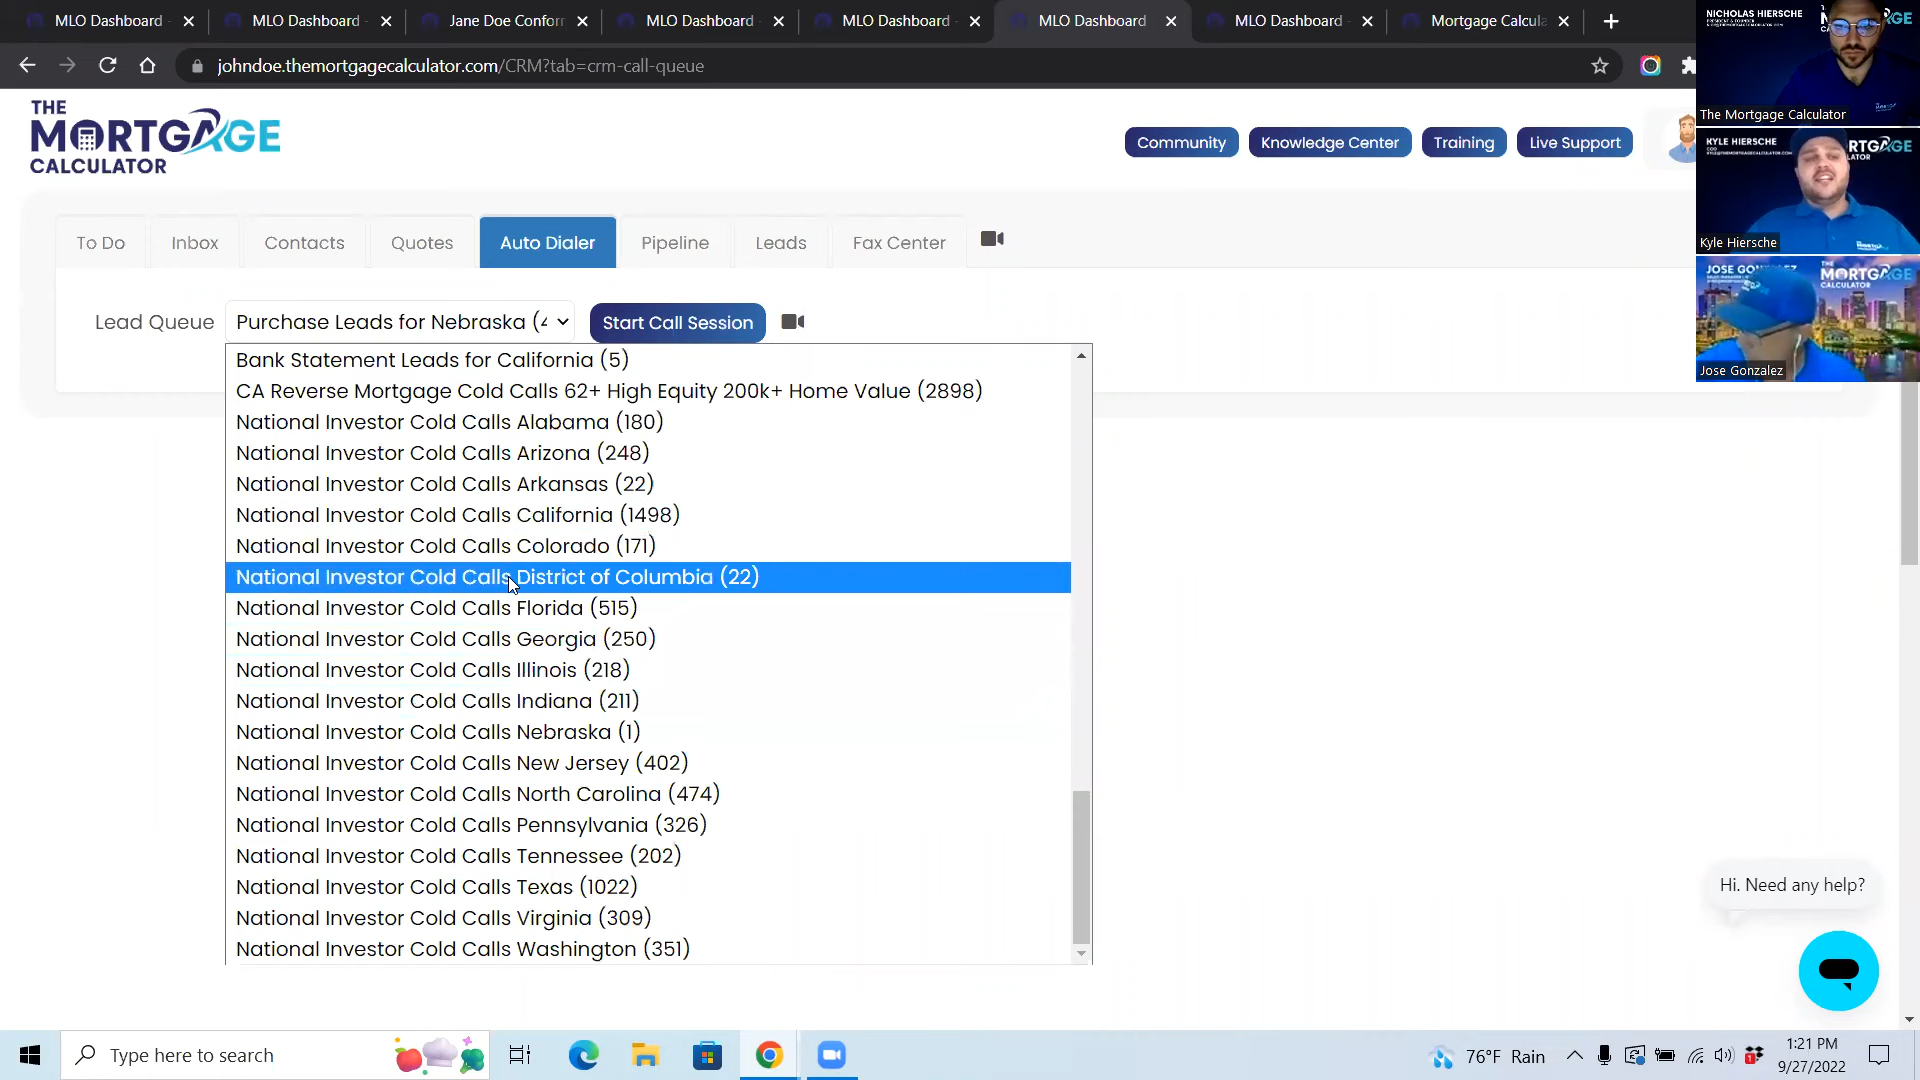 MLO Dashboard
MLO Dashboard
Jane Doe Confor
MLO Dashboard
MLO Dashboard
MLO Dashboard
MLO Dashboard
Mortgage Calcula
johndoe.themortgagecalculator.com/CRM?tab=crm-call-queue
THE
MORTGAGE
CALCULATOR
Community
Knowledge Center
Training
Live Support
To Do
Inbox
Contacts
Quotes
Auto Dialer
Pipeline
Leads
Fax Center
Lead Queue
Purchase Leads for Nebraska (4
Start Call Session
Bank Statement Leads for California (5)
CA Reverse Mortgage Cold Calls 62+ High Equity 200k+ Home Value (2898)
National Investor Cold Calls Alabama (180)
National Investor Cold Calls Arizona (248)
National Investor Cold Calls Arkansas (22)
National Investor Cold Calls California (1498)
National Investor Cold Calls Colorado (171)
National Investor Cold Calls District of Columbia (22)
National Investor Cold Calls Florida (515)
National Investor Cold Calls Georgia (250)
National Investor Cold Calls Illinois (218)
National Investor Cold Calls Indiana (211)
National Investor Cold Calls Nebraska (1)
National Investor Cold Calls New Jersey (402)
National Investor Cold Calls North Carolina (474)
National Investor Cold Calls Pennsylvania (326)
National Investor Cold Calls Tennessee (202)
National Investor Cold Calls Texas (1022)
National Investor Cold Calls Virginia (309)
National Investor Cold Calls Washington (351)
NICHOLAS HIERSCHE
The Mortgage Calculator
KYLE HIERSCHE
COO
Kyle Hiersche
THE
MORTGAGE
CALCULATOR
Jose Gonzalez
Hi. Need any help?
Type here to search
76°F Rain
1:21 PM
9/27/2022